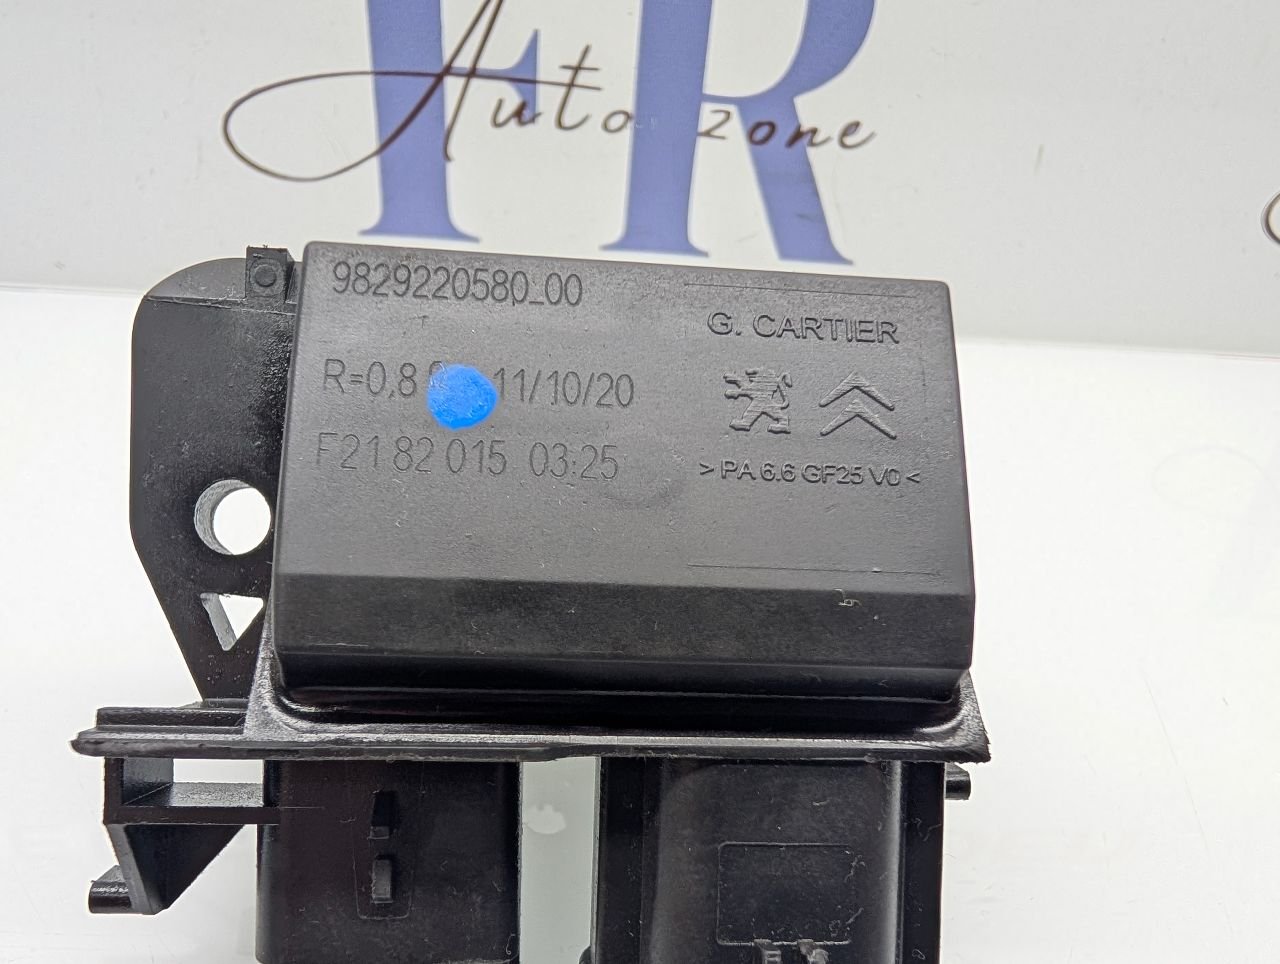 FR
Auto zone
9829220580_00
G. CARTIER
R=0,8 11/10/20
F21 82 015 03:25
>PA 6.6 GF25 V0<